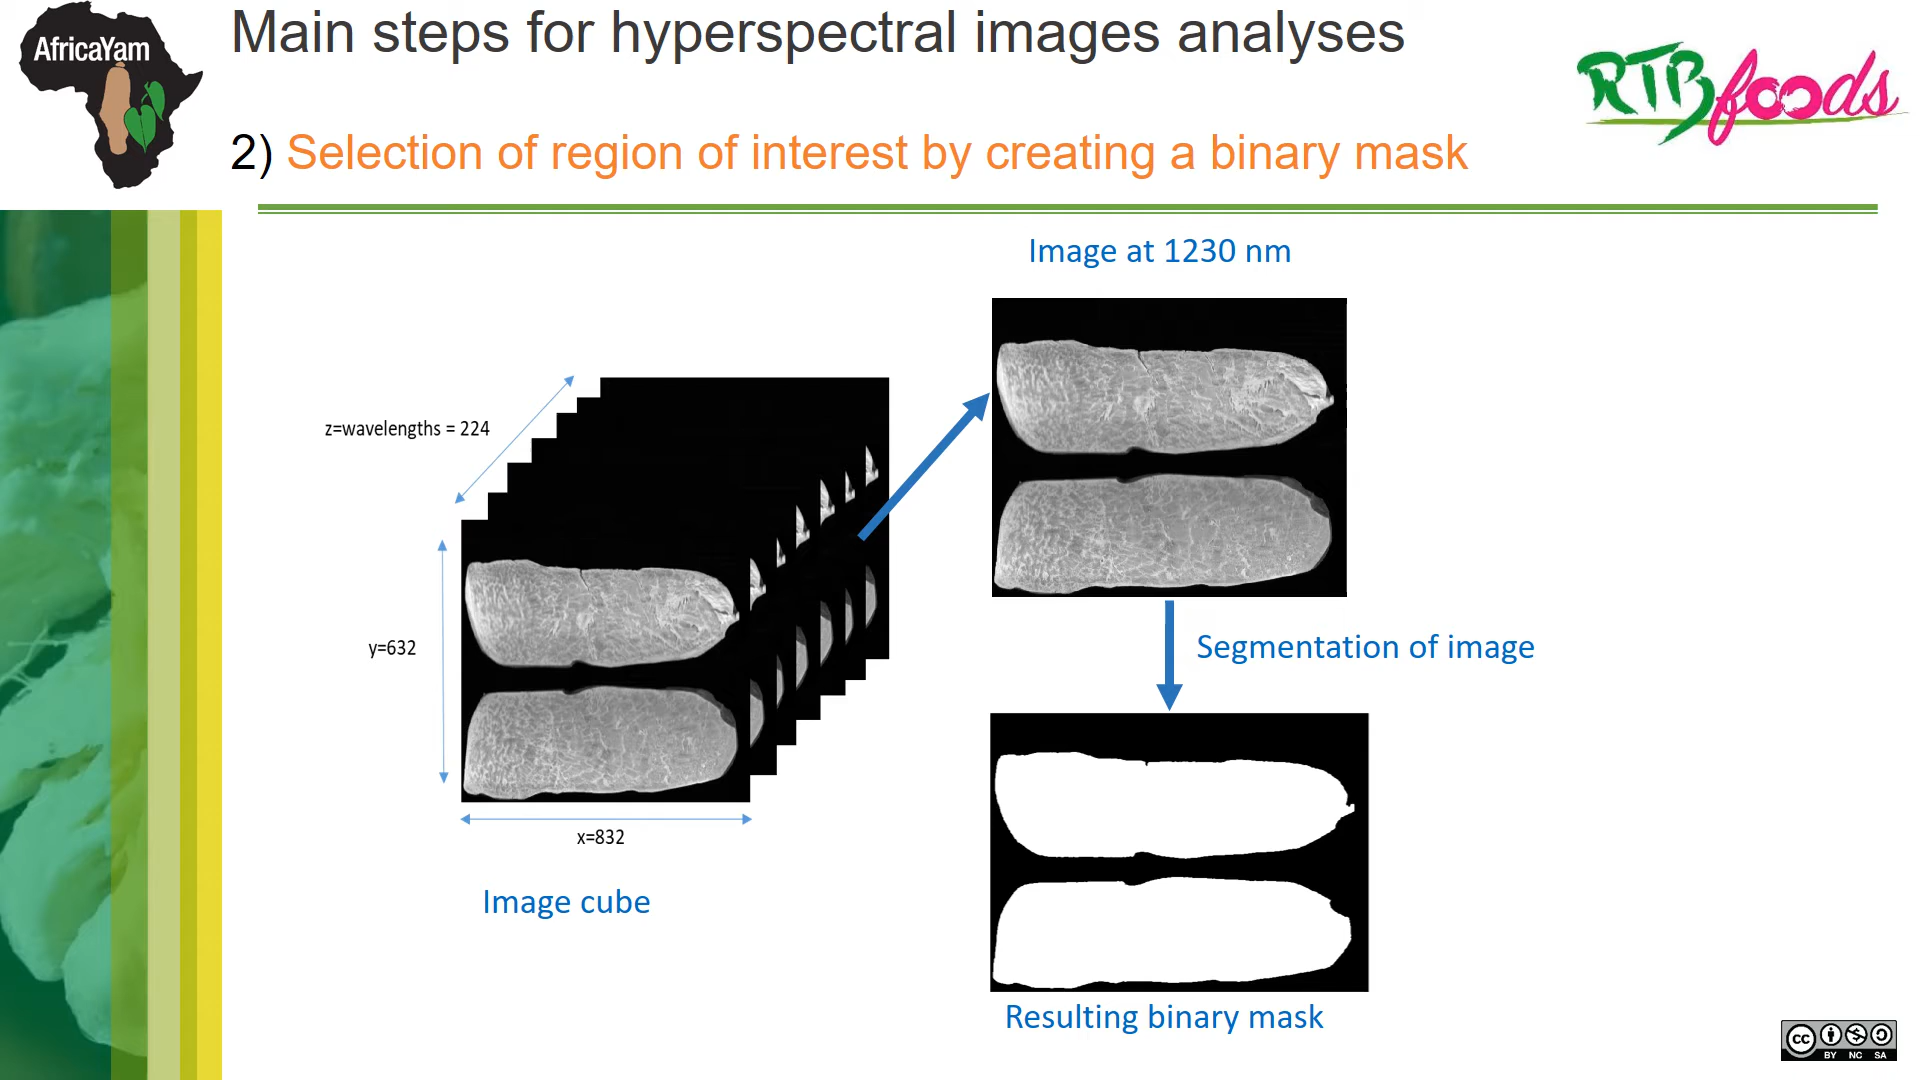 AfricaYam
Main steps for hyperspectral images analyses
RTBfoods
2) Selection of region of interest by creating a binary mask
Image at 1230 nm
z=wavelengths = 224
y=632
x=832
Image cube
Segmentation of image
Resulting binary mask
cc
BY NC SA